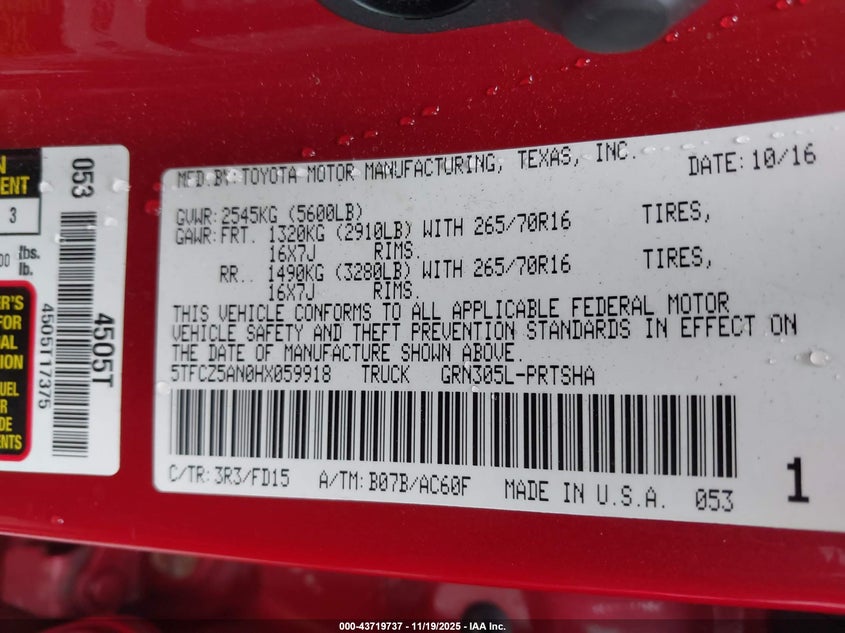 MFD.BY:TOYOTA MOTOR MANUFACTURING, TEXAS, INC. DATE:10/16
GVWR:2545KG (5600LB)
GAWR:FRT. 1320KG (2910LB) WITH 265/70R16 TIRES,
16X7J RIMS.
RR.. 1490KG (3280LB) WITH 265/70R16 TIRES,
16X7J RIMS.
THIS VEHICLE CONFORMS TO ALL APPLICABLE FEDERAL MOTOR
VEHICLE SAFETY AND THEFT PREVENTION STANDARDS IN EFFECT ON
THE DATE OF MANUFACTURE SHOWN ABOVE.
5TFCZ5AN0HX059918 TRUCK GRN305L-PRTSHA
C/TR:3R3/FD15 A/TM:B07B/AC60F MADE IN U.S.A. 053
1
053
4505T
4505T17375
3
lbs.
lb.
FOR
000-43719737 - 11/19/2025 - IAA Inc.